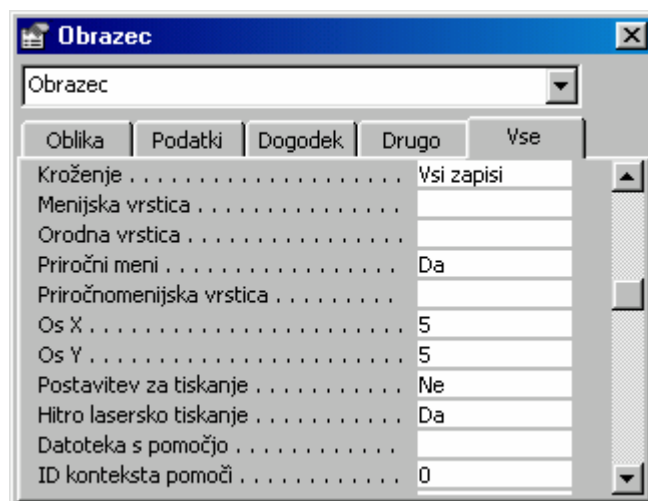 Obrazec
Obrazec
Oblika Podatki Dogodek Drugo Vse
Kroženje . . . . . . . . . . . . . . . . . . . . . Vsi zapisi
Menijska vrstica . . . . . . . . . . . . . . .
Orodna vrstica . . . . . . . . . . . . . . . .
Priročni meni . . . . . . . . . . . . . . . . . Da
Priročnomenijska vrstica . . . . . . . . .
Os X . . . . . . . . . . . . . . . . . . . . . . . . 5
Os Y . . . . . . . . . . . . . . . . . . . . . . . . 5
Postavitev za tiskanje . . . . . . . . . . . Ne
Hitro lasersko tiskanje . . . . . . . . . . . Da
Datoteka s pomočjo . . . . . . . . . . . .
ID konteksta pomoči . . . . . . . . . . . . 0